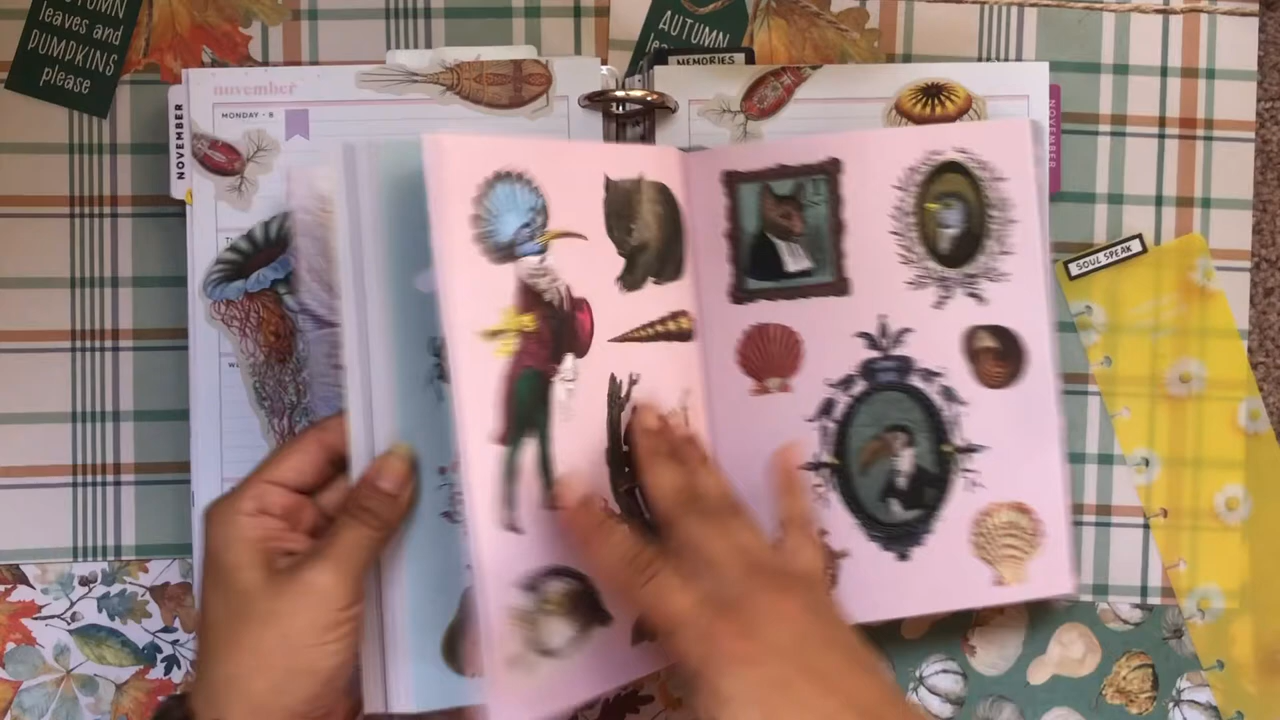 AUTUMN
leaves and
PUMPKINS
please
AUTUMN
MEMORIES
november
MONDAY • 8
NOVEMBER
NOVEMBER
SOUL SPEAK